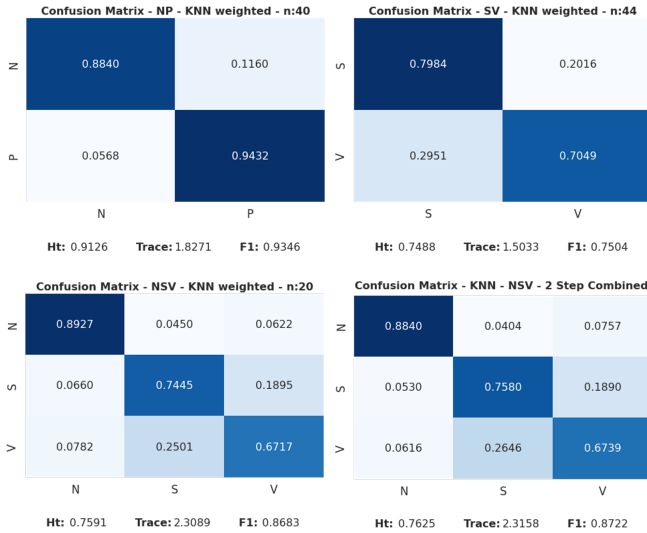 Confusion Matrix - NP - KNN weighted - n:40
N 0.8840 0.1160
P 0.0568 0.9432
N P
Ht: 0.9126 Trace: 1.8271 F1: 0.9346
Confusion Matrix - SV - KNN weighted - n:44
S 0.7984 0.2016
V 0.2951 0.7049
S V
Ht: 0.7488 Trace: 1.5033 F1: 0.7504
Confusion Matrix - NSV - KNN weighted - n:20
N 0.8927 0.0450 0.0622
S 0.0660 0.7445 0.1895
V 0.0782 0.2501 0.6717
N S V
Ht: 0.7591 Trace: 2.3089 F1: 0.8683
Confusion Matrix - KNN - NSV - 2 Step Combined
N 0.8840 0.0404 0.0757
S 0.0530 0.7580 0.1890
V 0.0616 0.2646 0.6739
N S V
Ht: 0.7625 Trace: 2.3158 F1: 0.8722